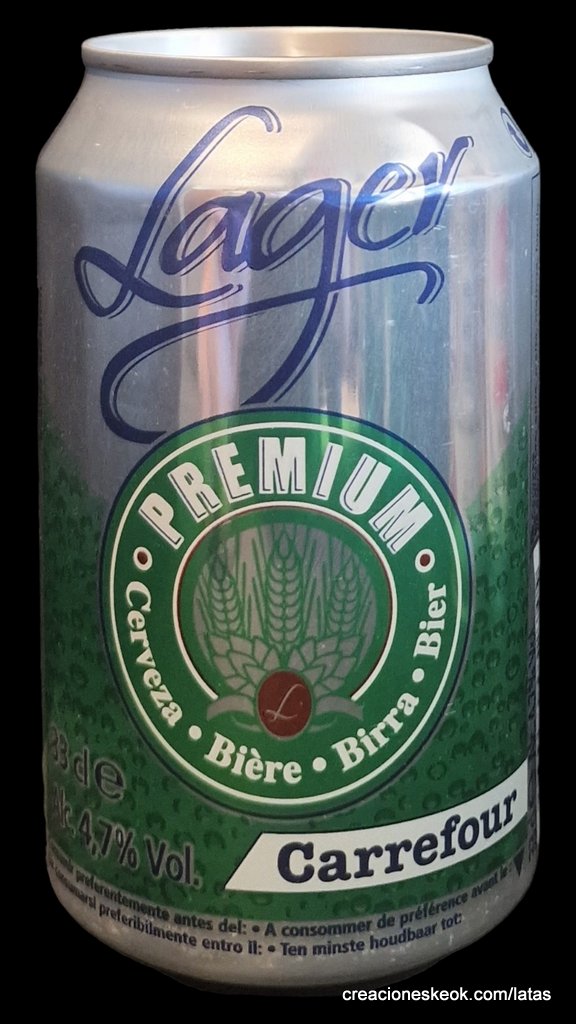 Lager
PREMIUM
• Cerveza • Bière • Birra • Bier •
L
33 cl e
Alc. 4,7% Vol.
Carrefour
preferentemente antes del: • A consommer de préférence avant le:
consumarsi preferibilmente entro il: • Ten minste houdbaar tot:
creacioneskeok.com/latas